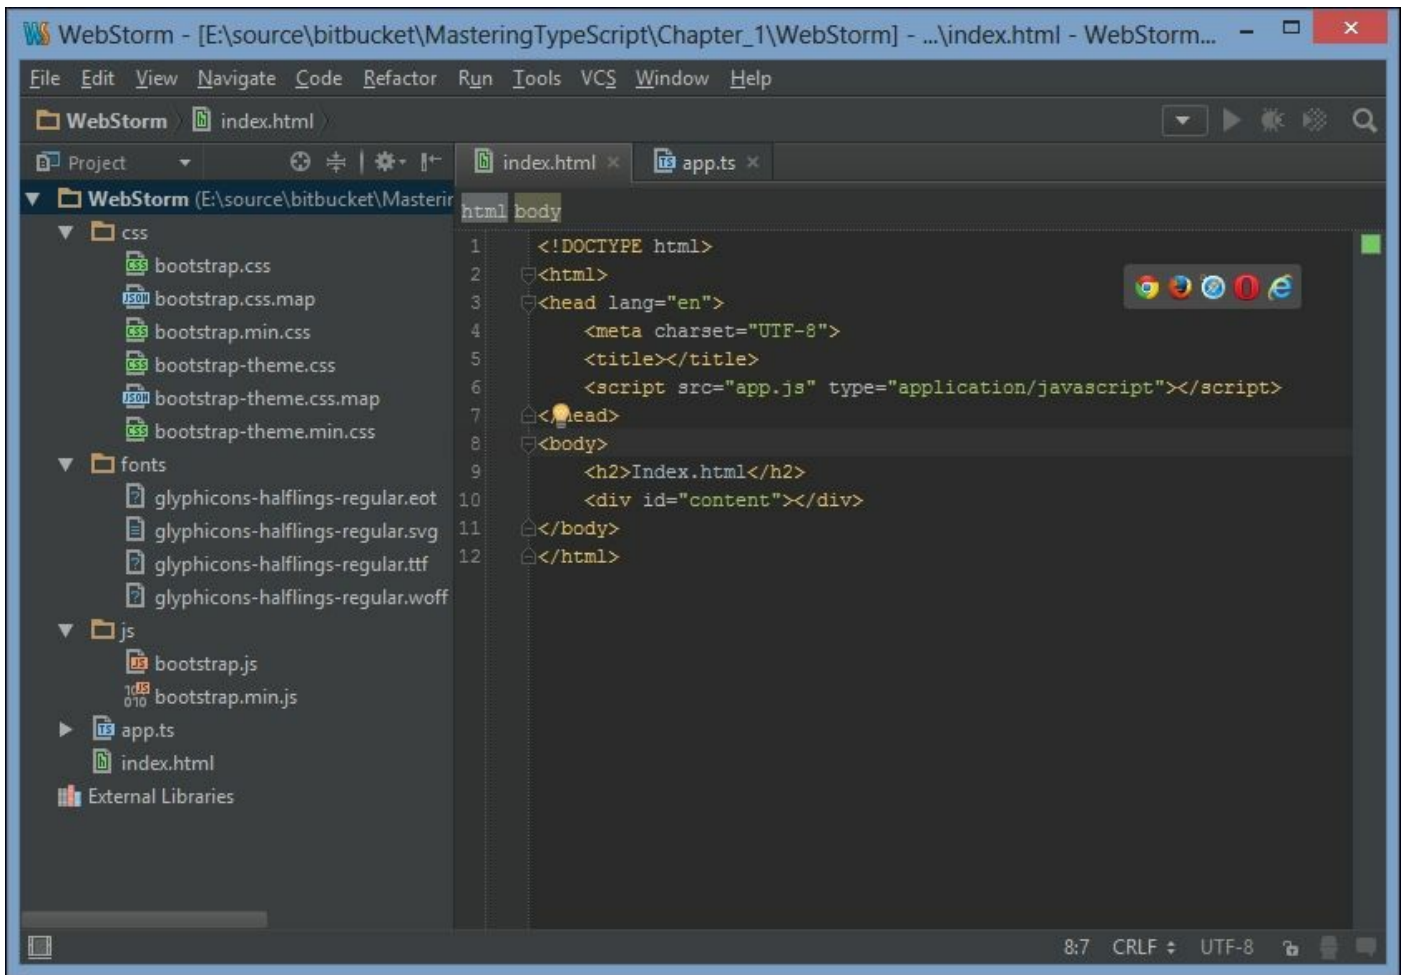 WebStorm - [E:\source\bitbucket\MasteringTypeScript\Chapter_1\WebStorm] - ...\index.html - WebStorm...
File Edit View Navigate Code Refactor Run Tools VCS Window Help
WebStorm index.html
Project
index.html app.ts
WebStorm (E:\source\bitbucket\Masterin
html body
css
bootstrap.css
bootstrap.css.map
bootstrap.min.css
bootstrap-theme.css
bootstrap-theme.css.map
bootstrap-theme.min.css
fonts
glyphicons-halflings-regular.eot
glyphicons-halflings-regular.svg
glyphicons-halflings-regular.ttf
glyphicons-halflings-regular.woff
js
bootstrap.js
bootstrap.min.js
app.ts
index.html
External Libraries
1 <!DOCTYPE html>
2 <html>
3 <head lang="en">
4 <meta charset="UTF-8">
5 <title></title>
6 <script src="app.js" type="application/javascript"></script>
7 </head>
8 <body>
9 <h2>Index.html</h2>
10 <div id="content"></div>
11 </body>
12 </html>
8:7 CRLF UTF-8